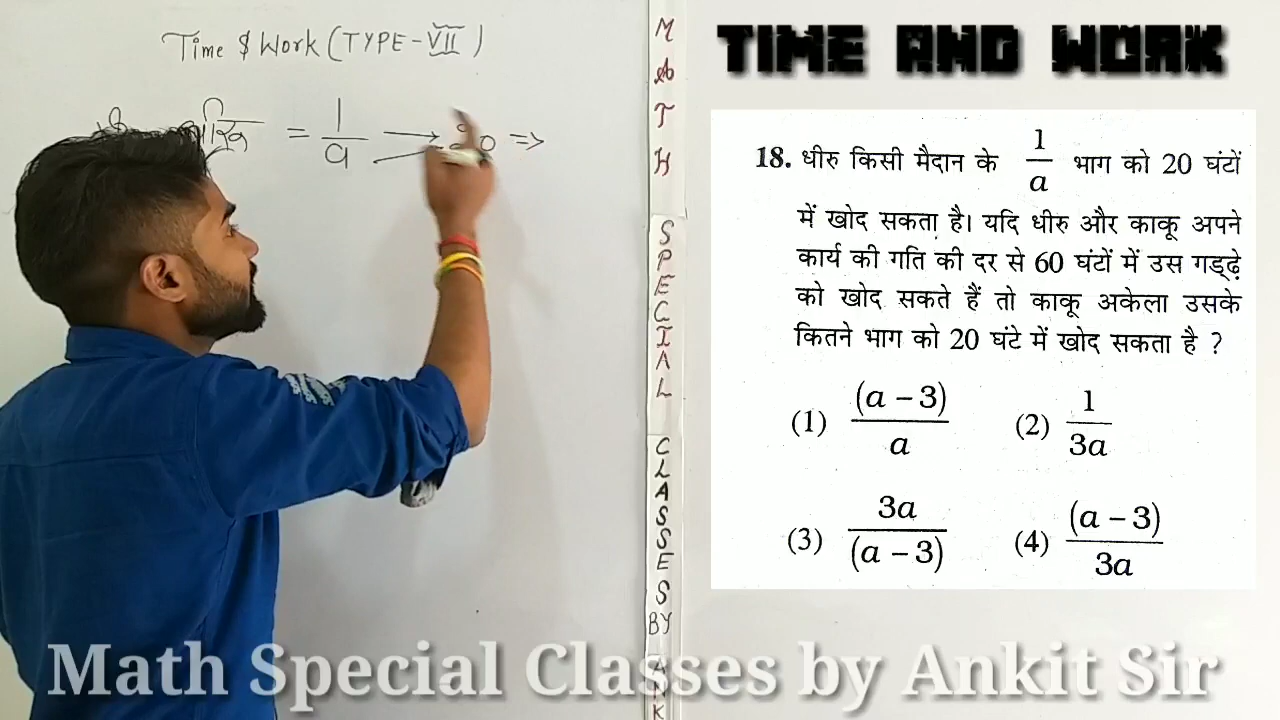 Time & Work (TYPE-VII)
= 1/a → 20 ⇒
MATH
SPECIAL
CLASSES
BY
TIME AND WORK
18. धीरु किसी मैदान के 1/a भाग को 20 घंटों
में खोद सकता है। यदि धीरु और काकू अपने
कार्य की गति की दर से 60 घंटों में उस गड्ढ़े
को खोद सकते हैं तो काकू अकेला उसके
कितने भाग को 20 घंटे में खोद सकता है ?
(1) (a - 3)/a (2) 1/3a
(3) 3a/(a - 3) (4) (a - 3)/3a
Math Special Classes by Ankit Sir